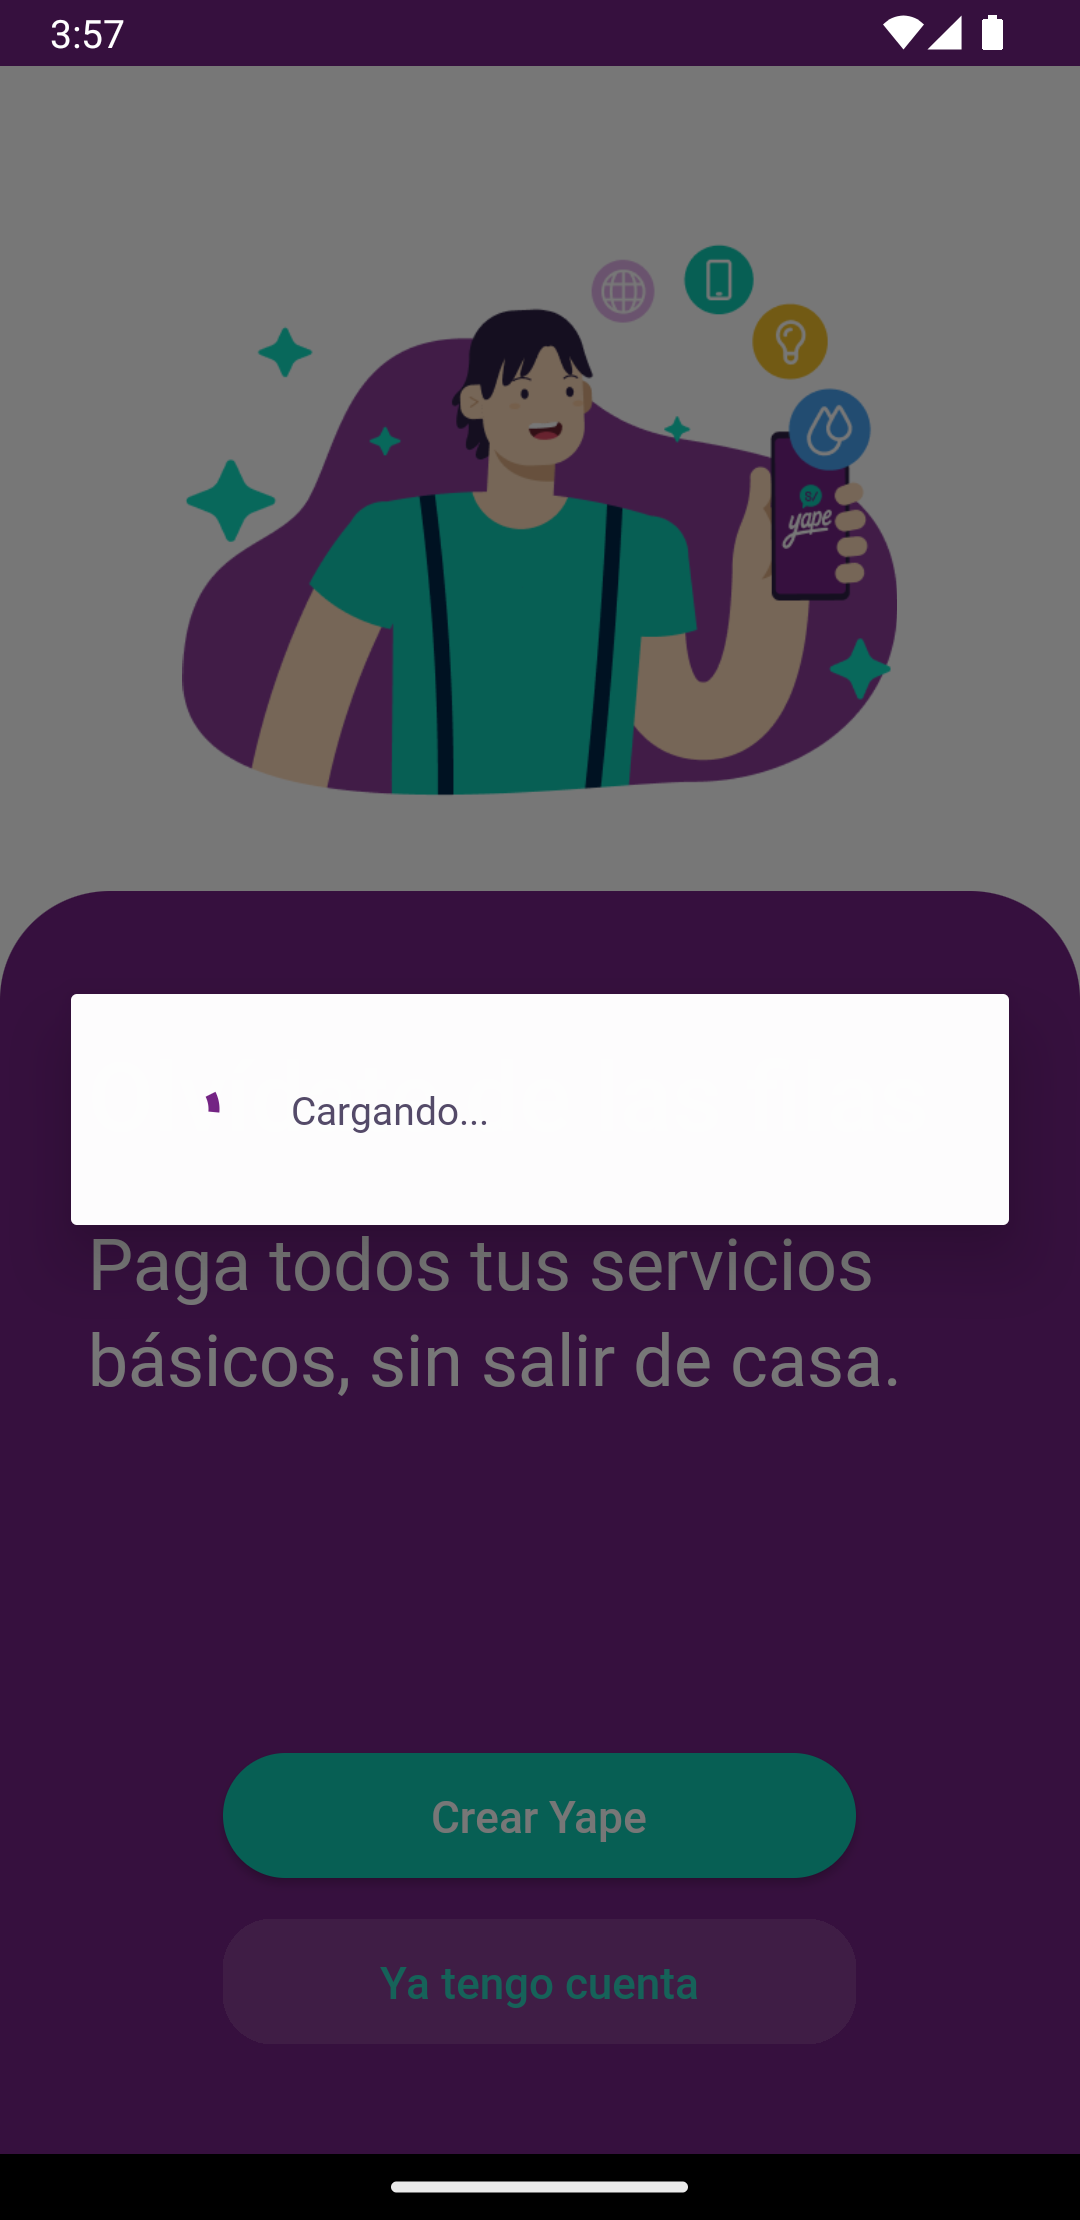 3:57
S/
yape
Cargando...
Paga todos tus servicios
básicos, sin salir de casa.
Crear Yape
Ya tengo cuenta